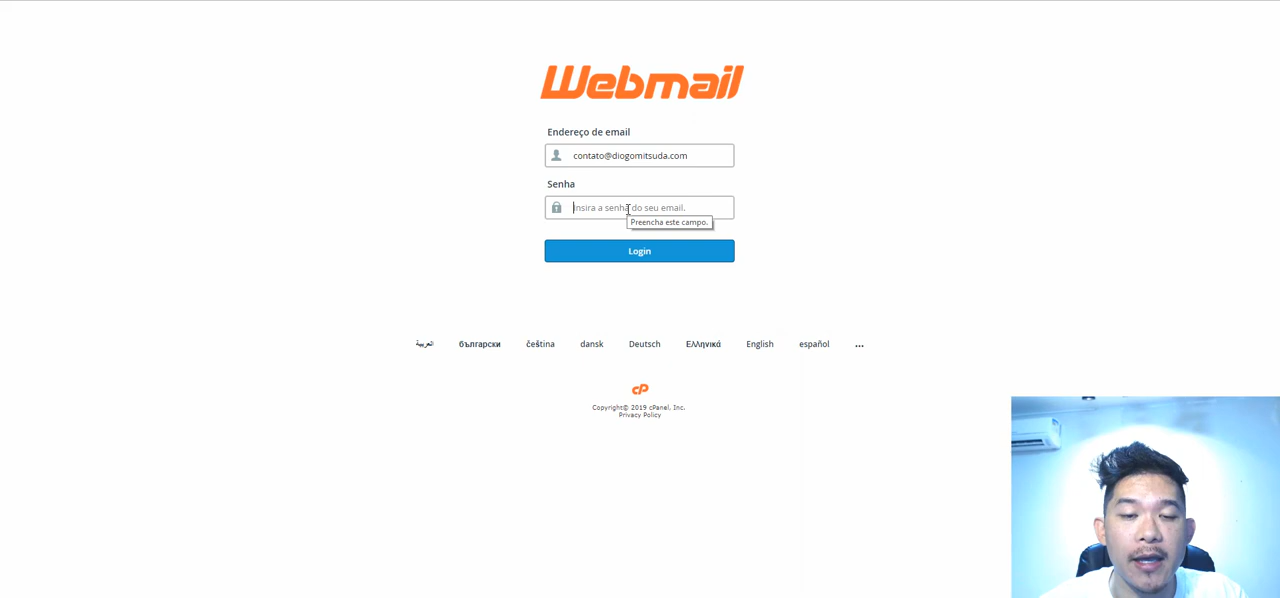 Webmail
Endereço de email
contato@diogomitsuda.com
Senha
Insira a senha do seu email.
Preencha este campo.
Login
العربية български čeština dansk Deutsch Ελληνικά English español ...
cP
Copyright© 2019 cPanel, Inc.
Privacy Policy